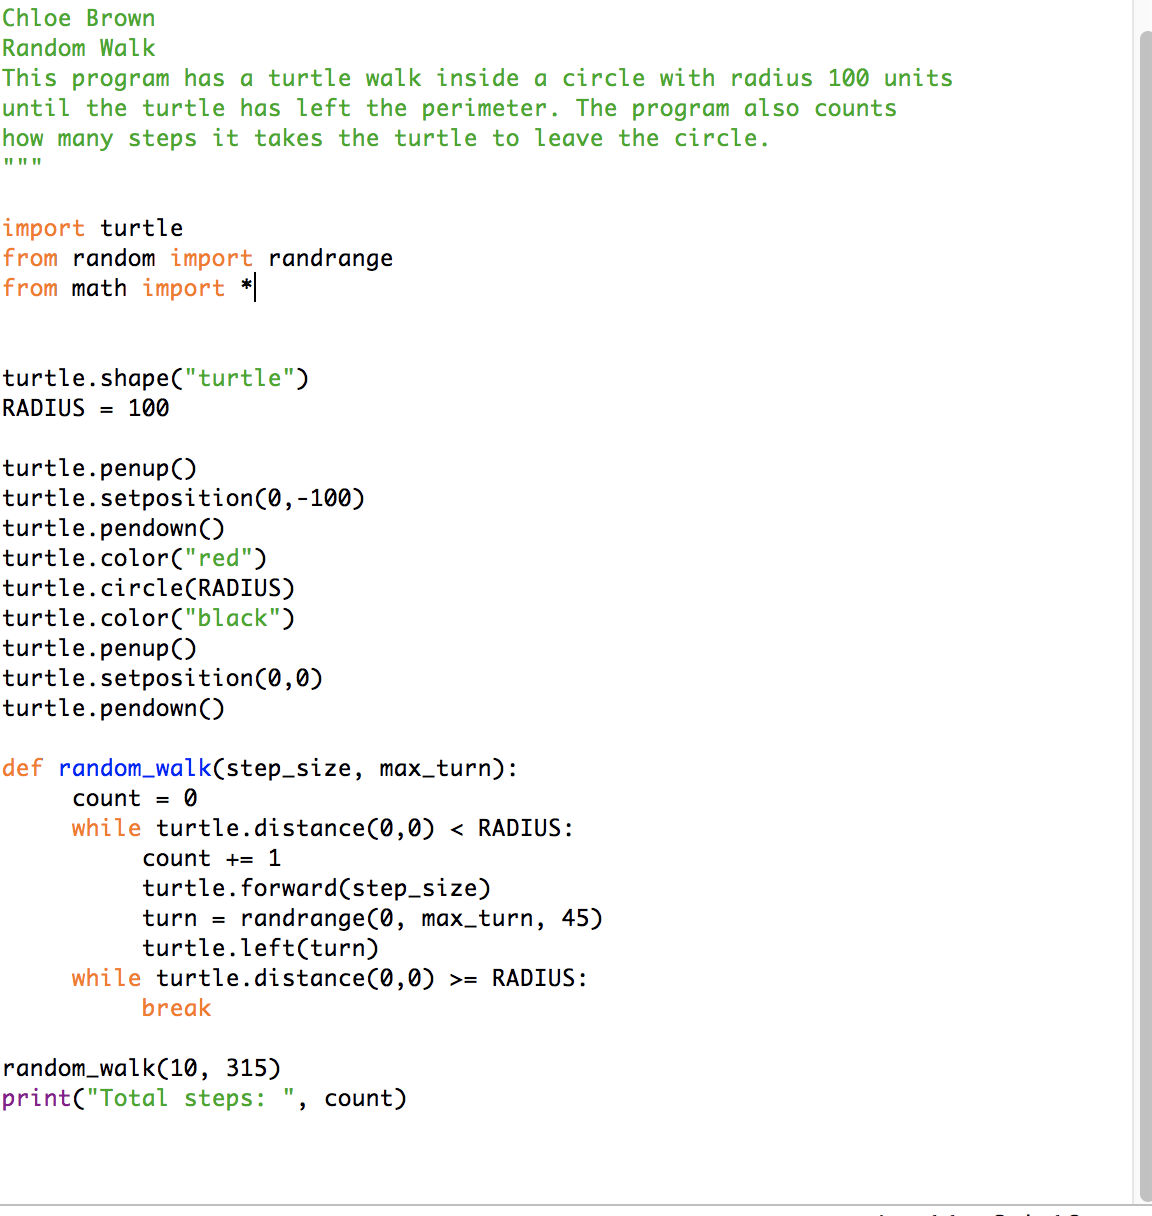 Chloe Brown
Random Walk
This program has a turtle walk inside a circle with radius 100 units
until the turtle has left the perimeter. The program also counts
how many steps it takes the turtle to leave the circle.
"""
import turtle
from random import randrange
from math import *
turtle.shape("turtle")
RADIUS = 100
turtle.penup()
turtle.setposition(0,-100)
turtle.pendown()
turtle.color("red")
turtle.circle(RADIUS)
turtle.color("black")
turtle.penup()
turtle.setposition(0,0)
turtle.pendown()
def random_walk(step_size, max_turn):
     count = 0
     while turtle.distance(0,0) < RADIUS:
          count += 1
          turtle.forward(step_size)
          turn = randrange(0, max_turn, 45)
          turtle.left(turn)
     while turtle.distance(0,0) >= RADIUS:
          break
random_walk(10, 315)
print("Total steps: ", count)